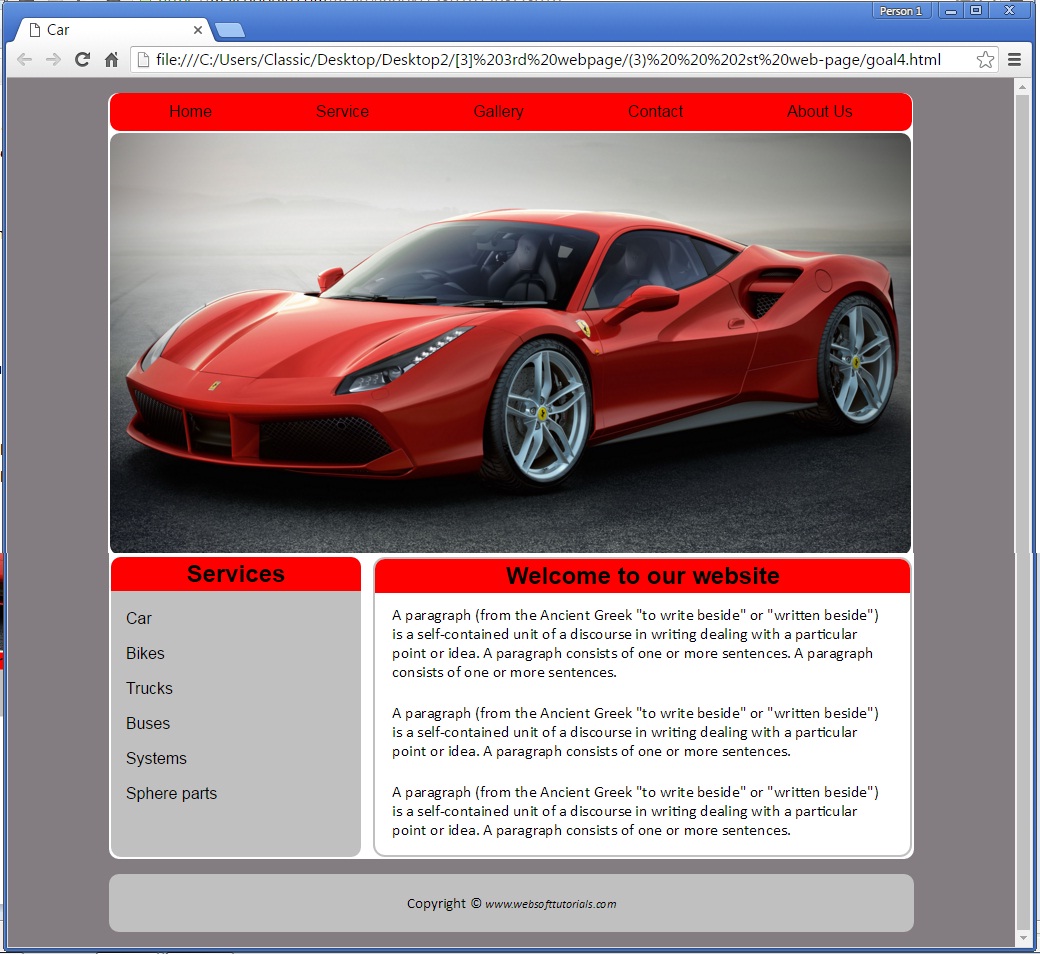 Person 1
Car
file:///C:/Users/Classic/Desktop/Desktop2/[3]%203rd%20webpage/(3)%20%20%202st%20web-page/goal4.html
Home Service Gallery Contact About Us
Services
Car
Bikes
Trucks
Buses
Systems
Sphere parts
Welcome to our website
A paragraph (from the Ancient Greek "to write beside" or "written beside")
is a self-contained unit of a discourse in writing dealing with a particular
point or idea. A paragraph consists of one or more sentences. A paragraph
consists of one or more sentences.
A paragraph (from the Ancient Greek "to write beside" or "written beside")
is a self-contained unit of a discourse in writing dealing with a particular
point or idea. A paragraph consists of one or more sentences.
A paragraph (from the Ancient Greek "to write beside" or "written beside")
is a self-contained unit of a discourse in writing dealing with a particular
point or idea. A paragraph consists of one or more sentences.
Copyright © www.websofttutorials.com